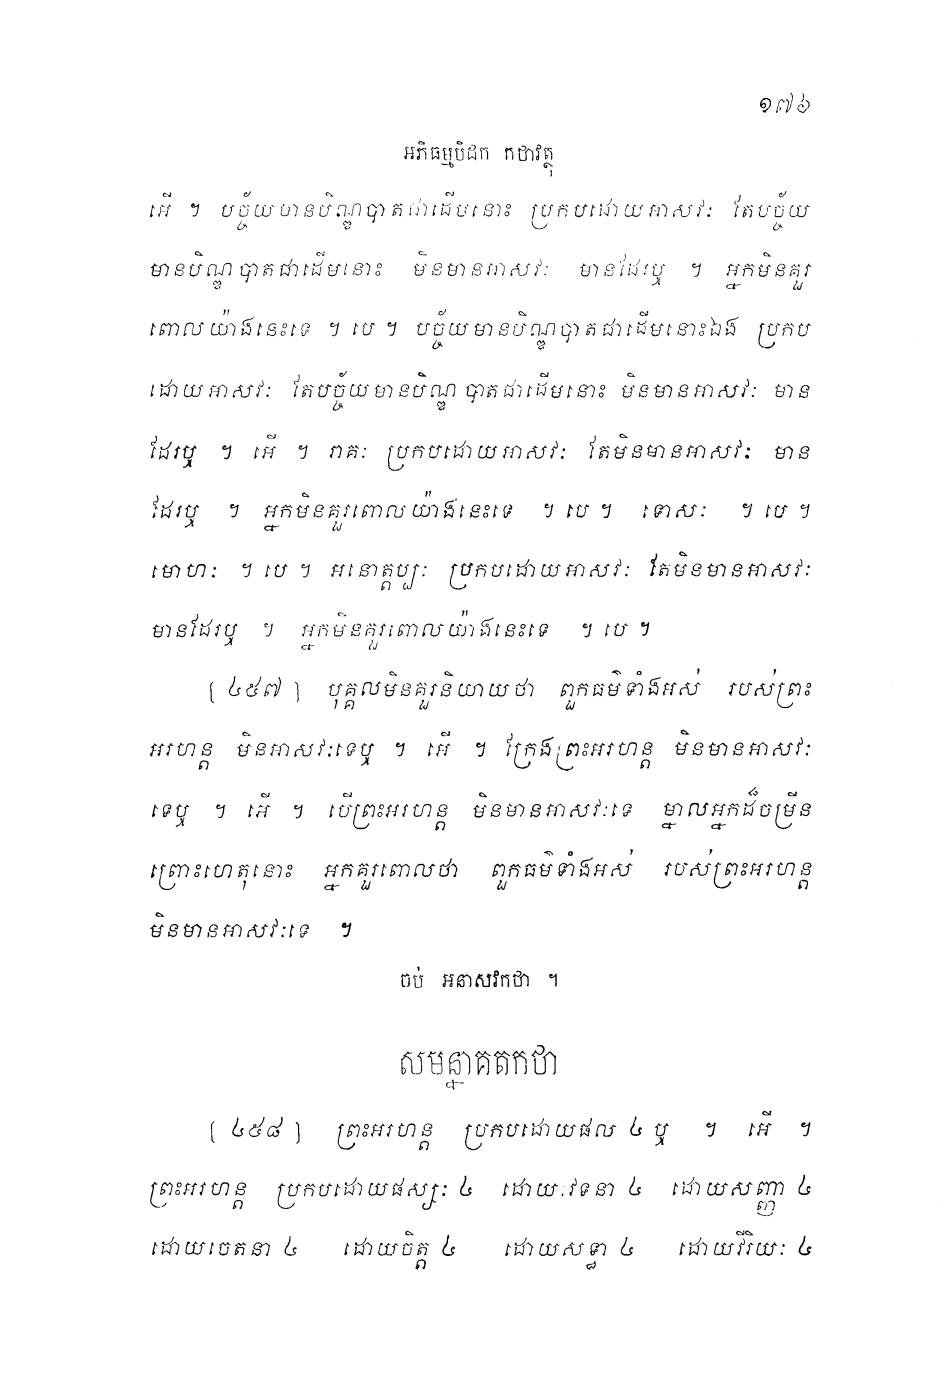 ១៧៦
អភិធម្មបិដក កថាវត្ថុ
អើ ។ បច្ច័យមានបិណ្ឌបាតជាដើមនោះ ប្រកបដោយអាសវៈ តែបច្ច័យ
មានបិណ្ឌបាតជាដើមនោះ មិនមានអាសវៈ មានដែរឬ ។ អ្នកមិនគួរ
ពោលយ៉ាងនេះទេ ។ បេ ។ បច្ច័យមានបិណ្ឌបាតជាដើមនោះឯង ប្រកប
ដោយអាសវៈ តែបច្ច័យមានបិណ្ឌបាតជាដើមនោះ មិនមានអាសវៈ មាន
ដែរឬ ។ អើ ។ រាគៈ ប្រកបដោយអាសវៈ តែមិនមានអាសវៈ មាន
ដែរឬ ។ អ្នកមិនគួរពោលយ៉ាងនេះទេ ។ បេ ។ ទោសៈ ។ បេ ។
មោហៈ ។ បេ ។ អនោត្តប្បៈ ប្រកបដោយអាសវៈ តែមិនមានអាសវៈ
មានដែរឬ ។ អ្នកមិនគួរពោលយ៉ាងនេះទេ ។ បេ ។
[ ៤៥៧ ] បុគ្គលមិនគួរនិយាយថា ពួកធម៌ទាំងអស់ របស់ព្រះ
អរហន្ត មិនអាសវៈទេឬ ។ អើ ។ ក្រែងព្រះអរហន្ត មិនមានអាសវៈ
ទេឬ ។ អើ ។ បើព្រះអរហន្ត មិនមានអាសវៈទេ ម្នាលអ្នកដ៏ចម្រើន
ព្រោះហេតុនោះ អ្នកគួរពោលថា ពួកធម៌ទាំងអស់ របស់ព្រះអរហន្ត
មិនមានអាសវៈទេ ។
ចប់ អនាសវកថា ។
សមន្នាគតកថា
[ ៤៥៨ ] ព្រះអរហន្ត ប្រកបដោយផល ៤ ឬ ។ អើ ។
ព្រះអរហន្ត ប្រកបដោយផស្សៈ ៤ ដោយវេទនា ៤ ដោយសញ្ញា ៤
ដោយចេតនា ៤ ដោយចិត្ត ៤ ដោយសទ្ធា ៤ ដោយវីរិយៈ ៤